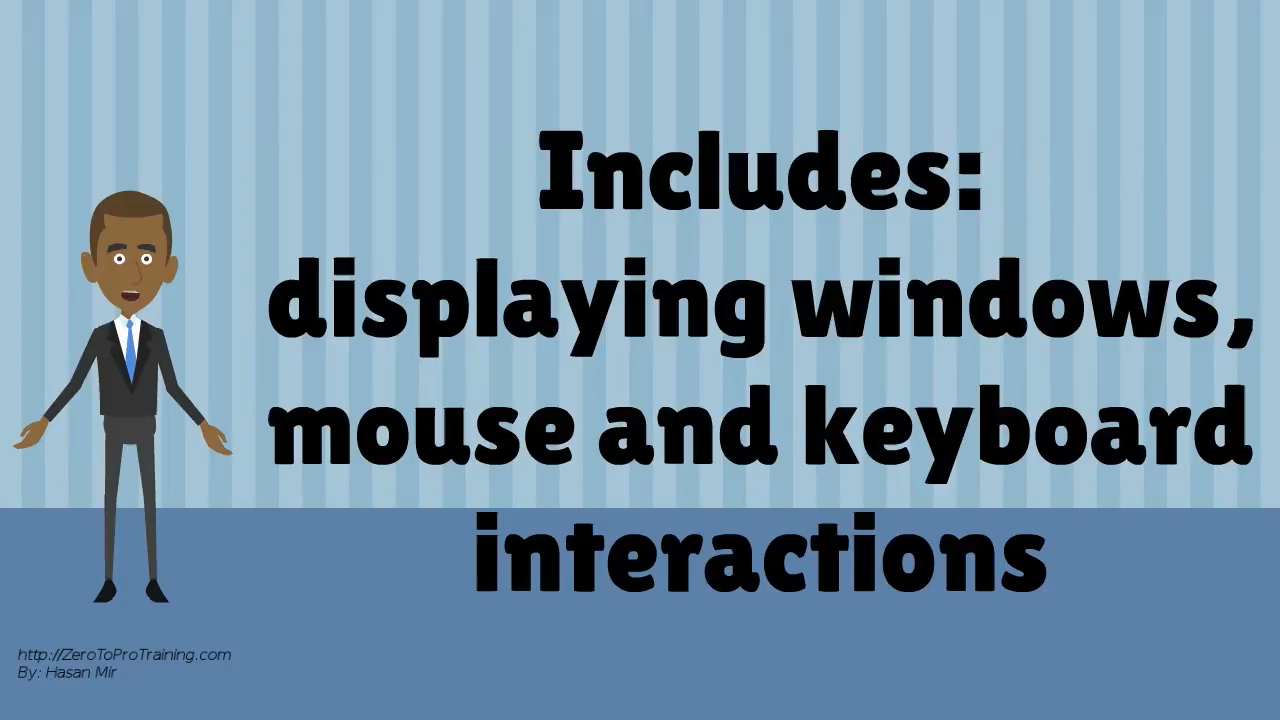 Includes:
displaying windows,
mouse and keyboard
interactions
http://ZeroToProTraining.com
By: Hasan Mir